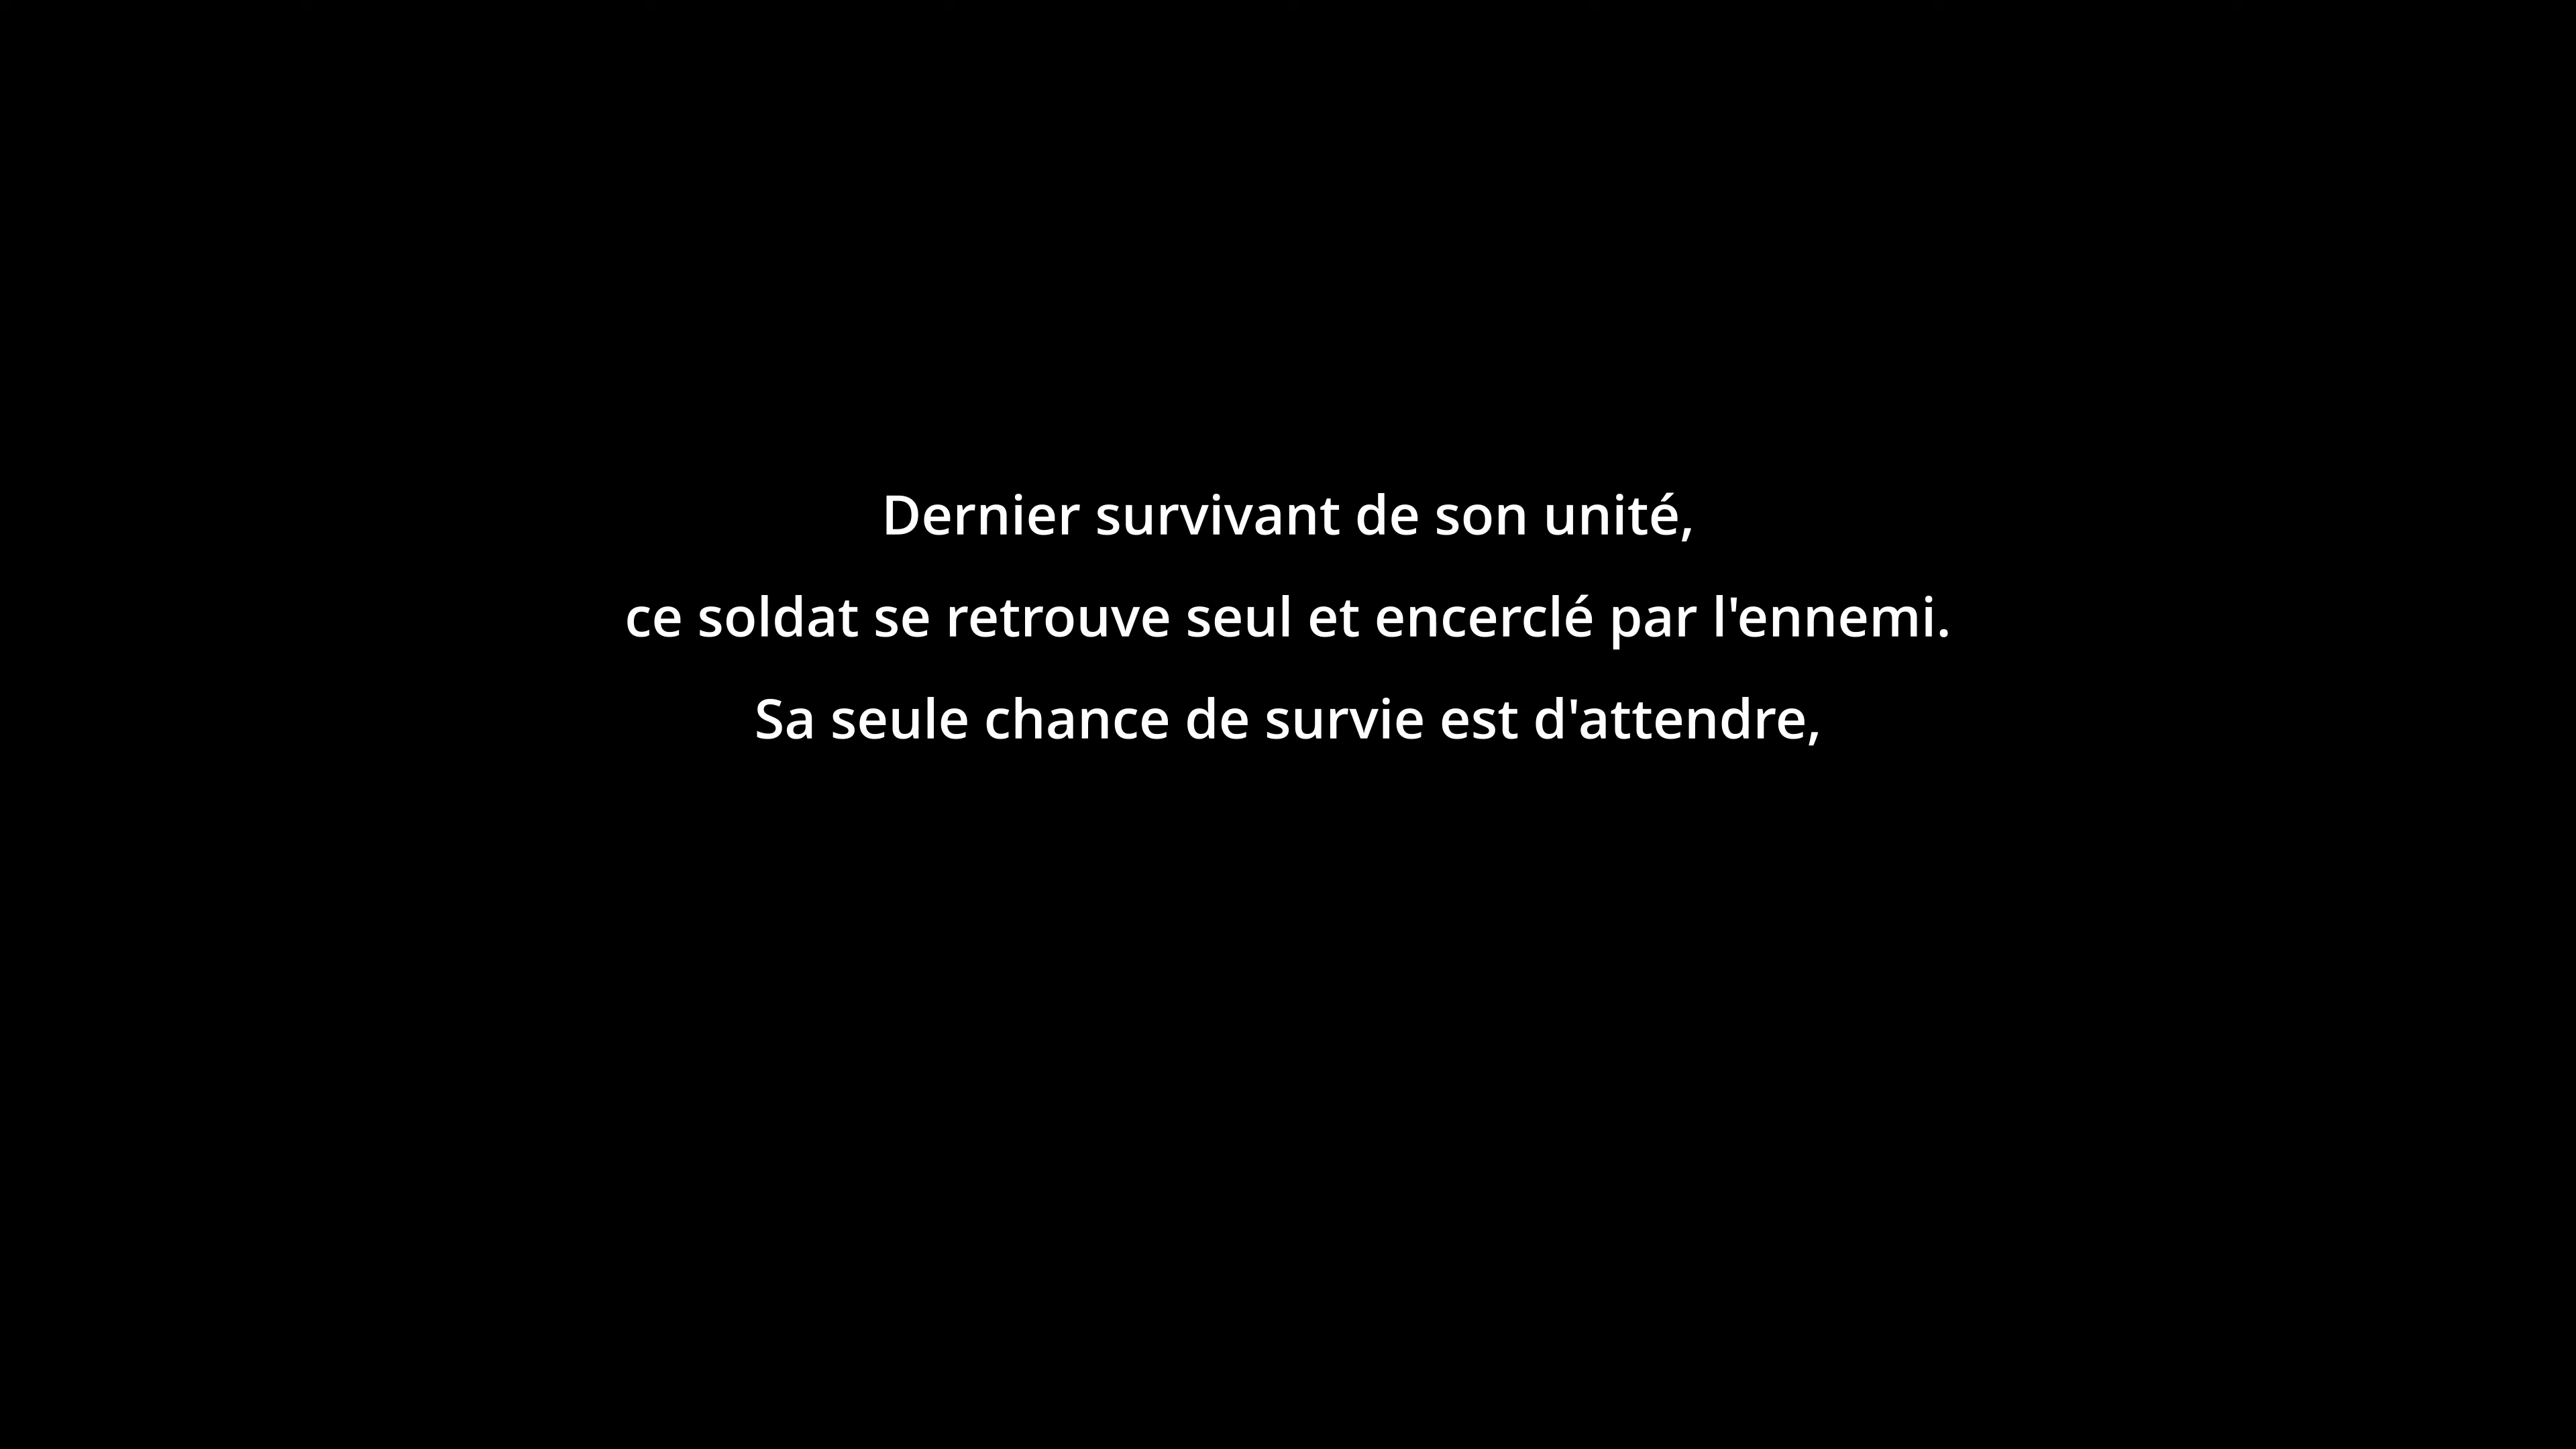 Dernier survivant de son unité,
ce soldat se retrouve seul et encerclé par l'ennemi.
Sa seule chance de survie est d'attendre,